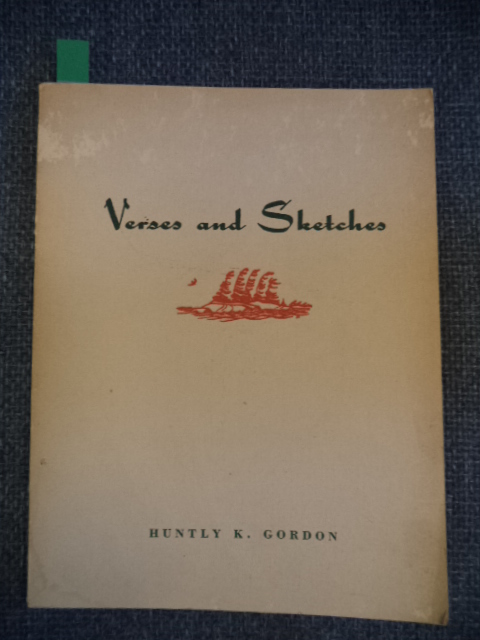 Verses and Sketches
HUNTLY K. GORDON